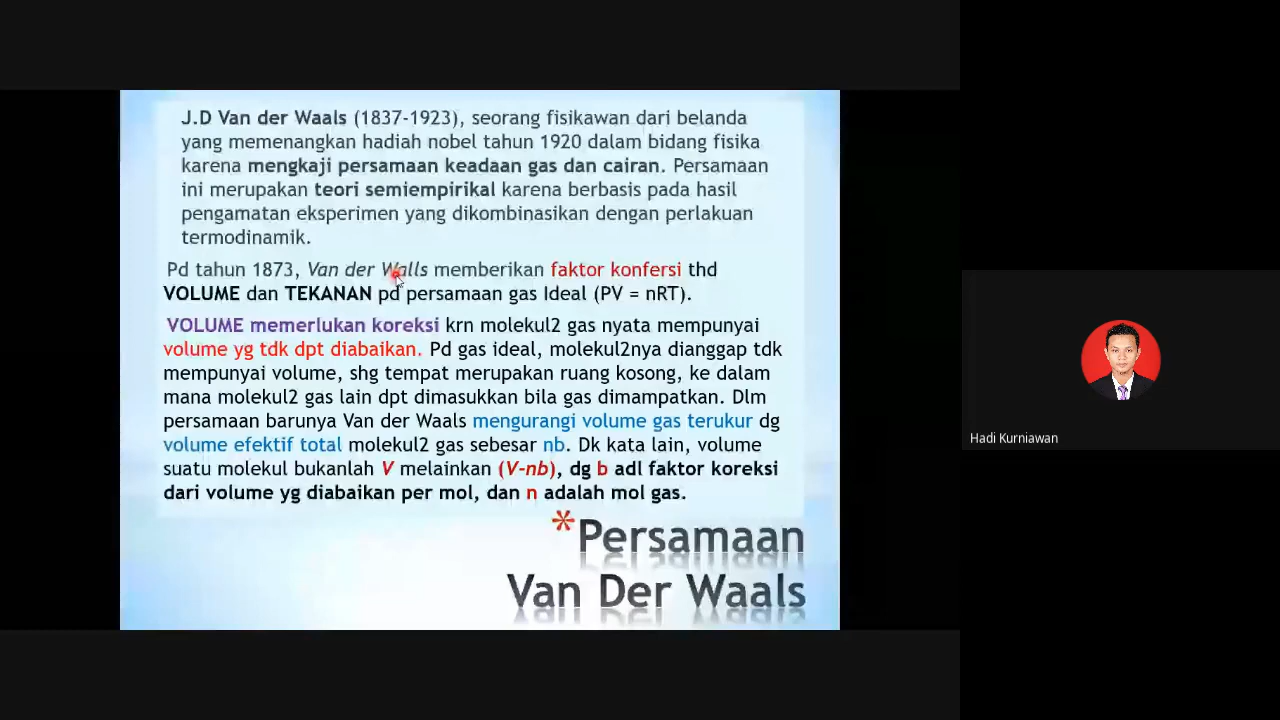 J.D Van der Waals (1837-1923), seorang fisikawan dari belanda
yang memenangkan hadiah nobel tahun 1920 dalam bidang fisika
karena mengkaji persamaan keadaan gas dan cairan. Persamaan
ini merupakan teori semiempirikal karena berbasis pada hasil
pengamatan eksperimen yang dikombinasikan dengan perlakuan
termodinamik.
Pd tahun 1873, Van der Walls memberikan faktor konfersi thd
VOLUME dan TEKANAN pd persamaan gas Ideal (PV = nRT).
VOLUME memerlukan koreksi krn molekul2 gas nyata mempunyai
volume yg tdk dpt diabaikan. Pd gas ideal, molekul2nya dianggap tdk
mempunyai volume, shg tempat merupakan ruang kosong, ke dalam
mana molekul2 gas lain dpt dimasukkan bila gas dimampatkan. Dlm
persamaan barunya Van der Waals mengurangi volume gas terukur dg
volume efektif total molekul2 gas sebesar nb. Dk kata lain, volume
suatu molekul bukanlah V melainkan (V-nb), dg b adl faktor koreksi
dari volume yg diabaikan per mol, dan n adalah mol gas.
*Persamaan
Van Der Waals
Hadi Kurniawan